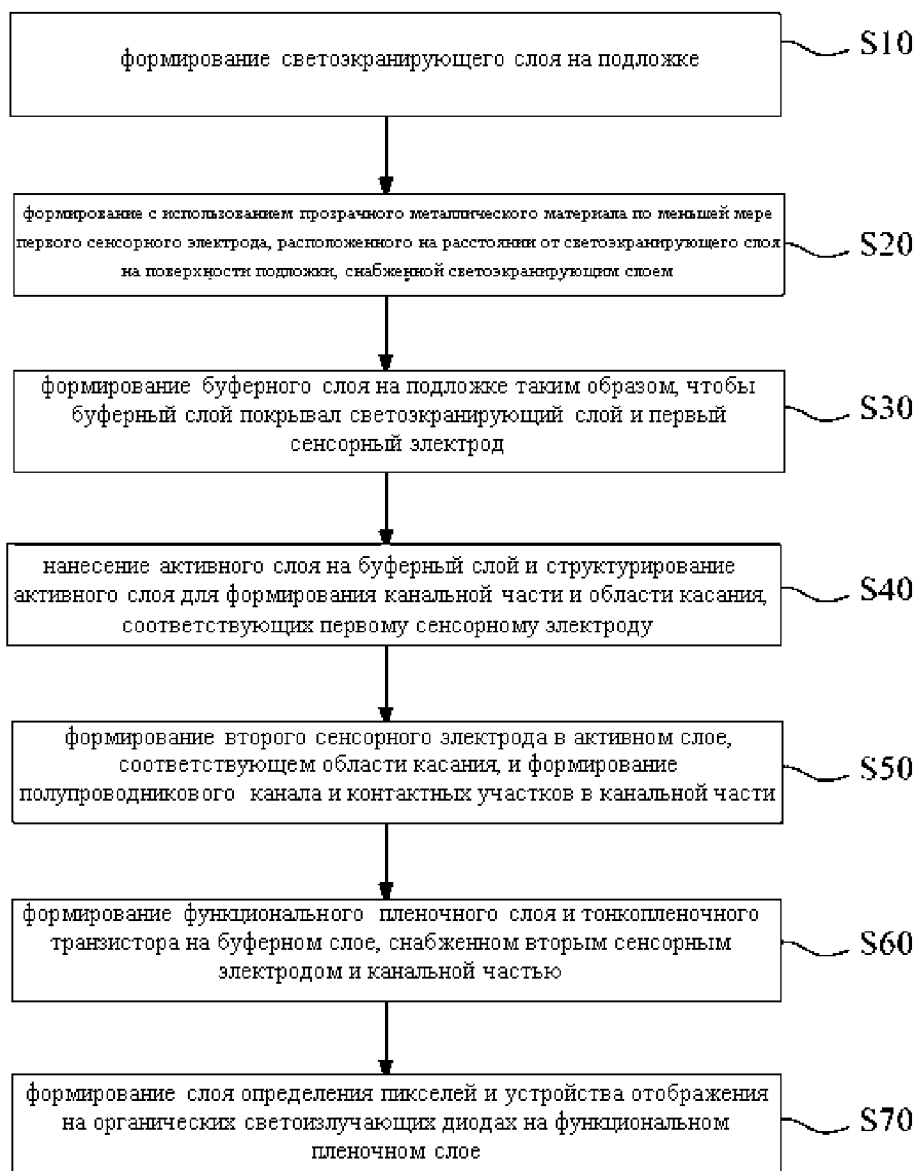 формирование светоэкранирующего слоя на подложке
S10
формирование с использованием прозрачного металлического материала по меньшей мере
первого сенсорного электрода, расположенного на расстоянии от светоэкранирующего слоя
на поверхности подложки, снабженной светоэкранирующим слоем
S20
формирование буферного слоя на подложке таким образом, чтобы
буферный слой покрывал светоэкранирующий слой и первый
сенсорный электрод
S30
нанесение активного слоя на буферный слой и структурирование
активного слоя для формирования канальной части и области касания,
соответствующих первому сенсорному электроду
S40
формирование второго сенсорного электрода в активном слое,
соответствующем области касания, и формирование
полупроводникового канала и контактных участков в канальной части
S50
формирование функционального пленочного слоя и тонкопленочного
транзистора на буферном слое, снабженном вторым сенсорным
электродом и канальной частью
S60
формирование слоя определения пикселей и устройства отображения
на органических светоизлучающих диодах на функциональном
пленочном слое
S70